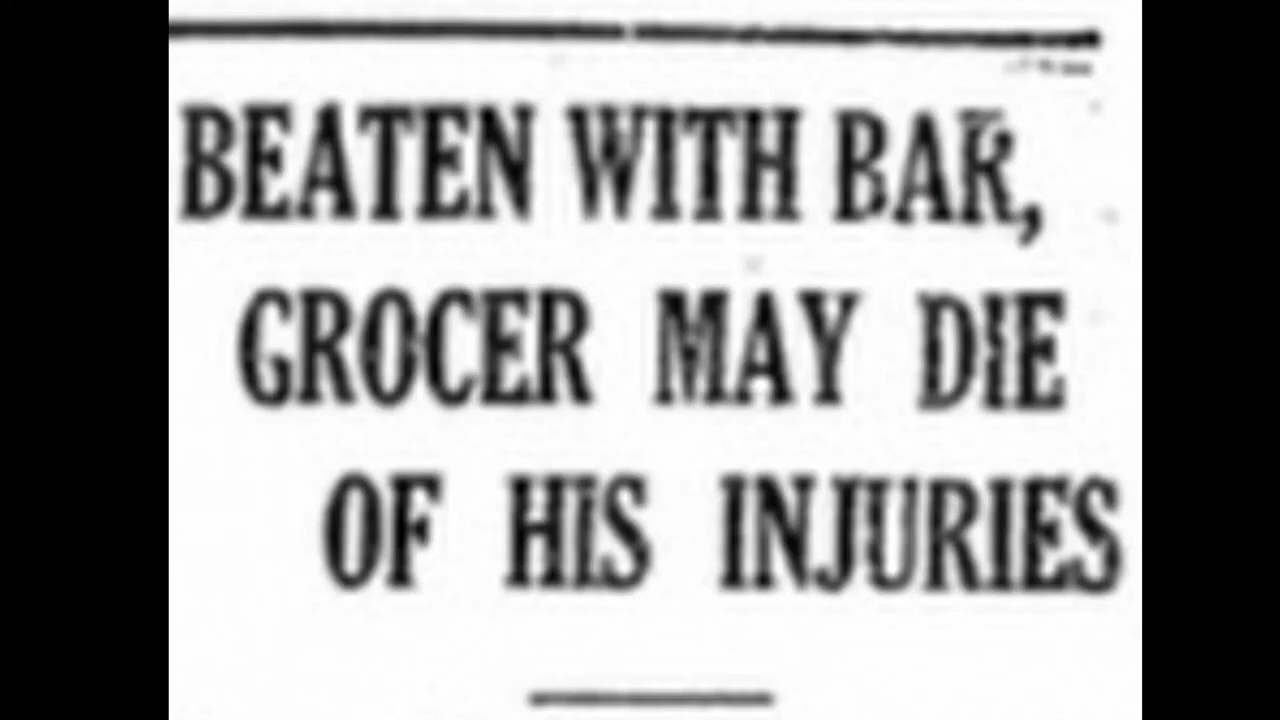 BEATEN WITH BAR,
GROCER MAY DIE
OF HIS INJURIES